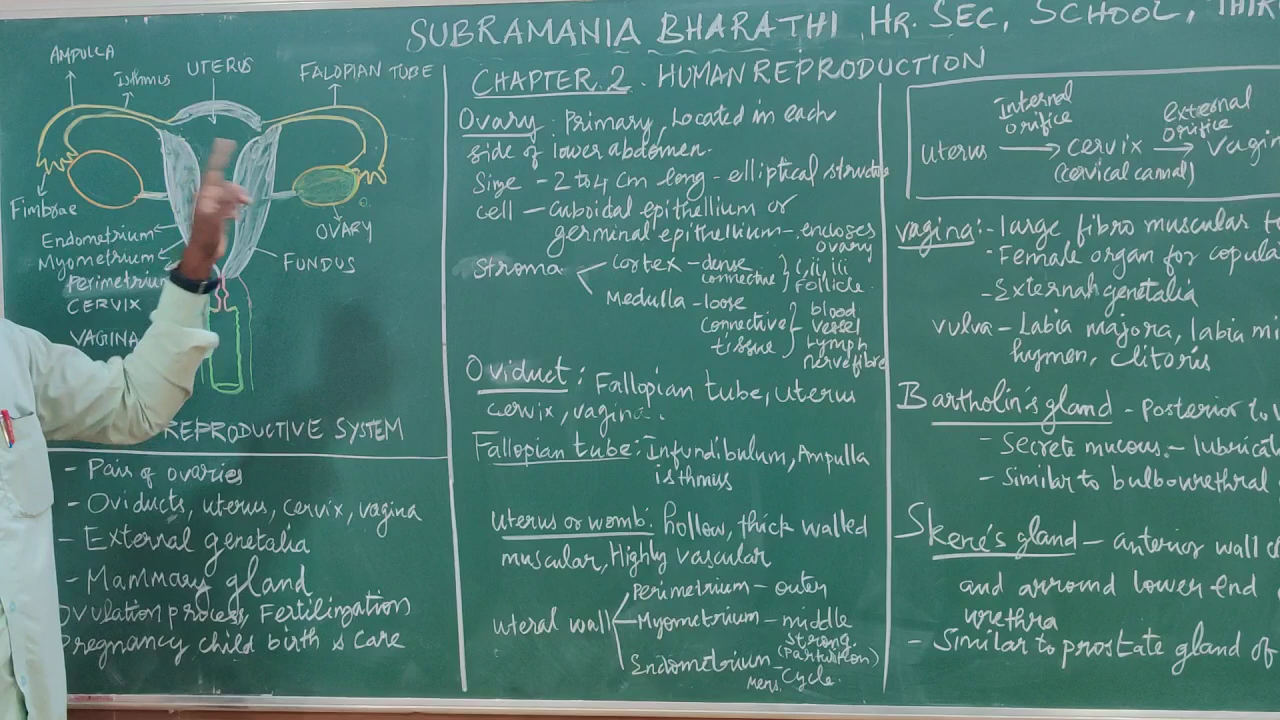 SUBRAMANIA BHARATHI HR. SEC, SCHOOL,
AMPULLA
Isthmus
UTERUS
FALOPIAN TUBE
Fimbrae
Endometrium
Myometrium
Perimetrium
CERVIX
VAGINA
OVARY
FUNDUS
REPRODUCTIVE SYSTEM
- Pair of ovaries
- Oviducts, uterus, cervix, vagina
- External genetalia
- Mammary gland
Ovulation process, Fertilization
Pregnancy child birth & care
CHAPTER. 2. HUMAN REPRODUCTION
Ovary: Primary, Located in each
side of lower abdomen.
Size - 2 to 4 cm long - elliptical structure
cell - cuboidal epithellium or
germinal epithellium - encloses
ovary
Stroma
Cortex - dense
connective
i, ii, iii
follicle.
Medulla - loose
connective
tissue
blood
vessel
lymph
nerve fibre
Oviduct: Fallopian tube, uterus
cervix, vagina.
Fallopian tube: Infundibulum, Ampulla
isthmus
uterus or womb: hollow, thick walled
muscular, Highly vascular
uteral wall
Perimetrium - outer
Myometrium - middle
strong
(Parturition)
Endometrium -
mens. cycle.
uterus
Internal
orifice
cervix
(cervical canal)
External
orifice
vagin
vagina: - large fibro muscular
- Female organ for copula
- External genetalia
vulva - Labia majora, labia mi
hymen, clitoris
Bartholin's gland - Posterior to
- Secrete mucous. - lubricat
- Similar to bulbourethral
Skene's gland - anterior wall
and arround lower end
urethra
- Similar to prostate gland of